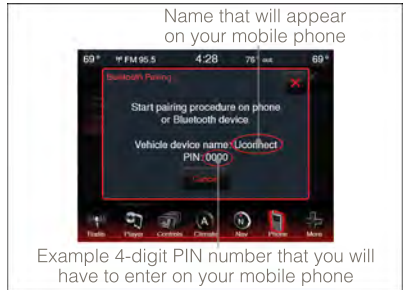 Name that will appear
on your mobile phone
69° FM 95.5 4:28 76° out 69°
Bluetooth Pairing
Start pairing procedure on phone
or Bluetooth device
Vehicle device name: Uconnect
PIN: 0000
Cancel
Radio Player Controls Climate Nav Phone More
Example 4-digit PIN number that you will
have to enter on your mobile phone